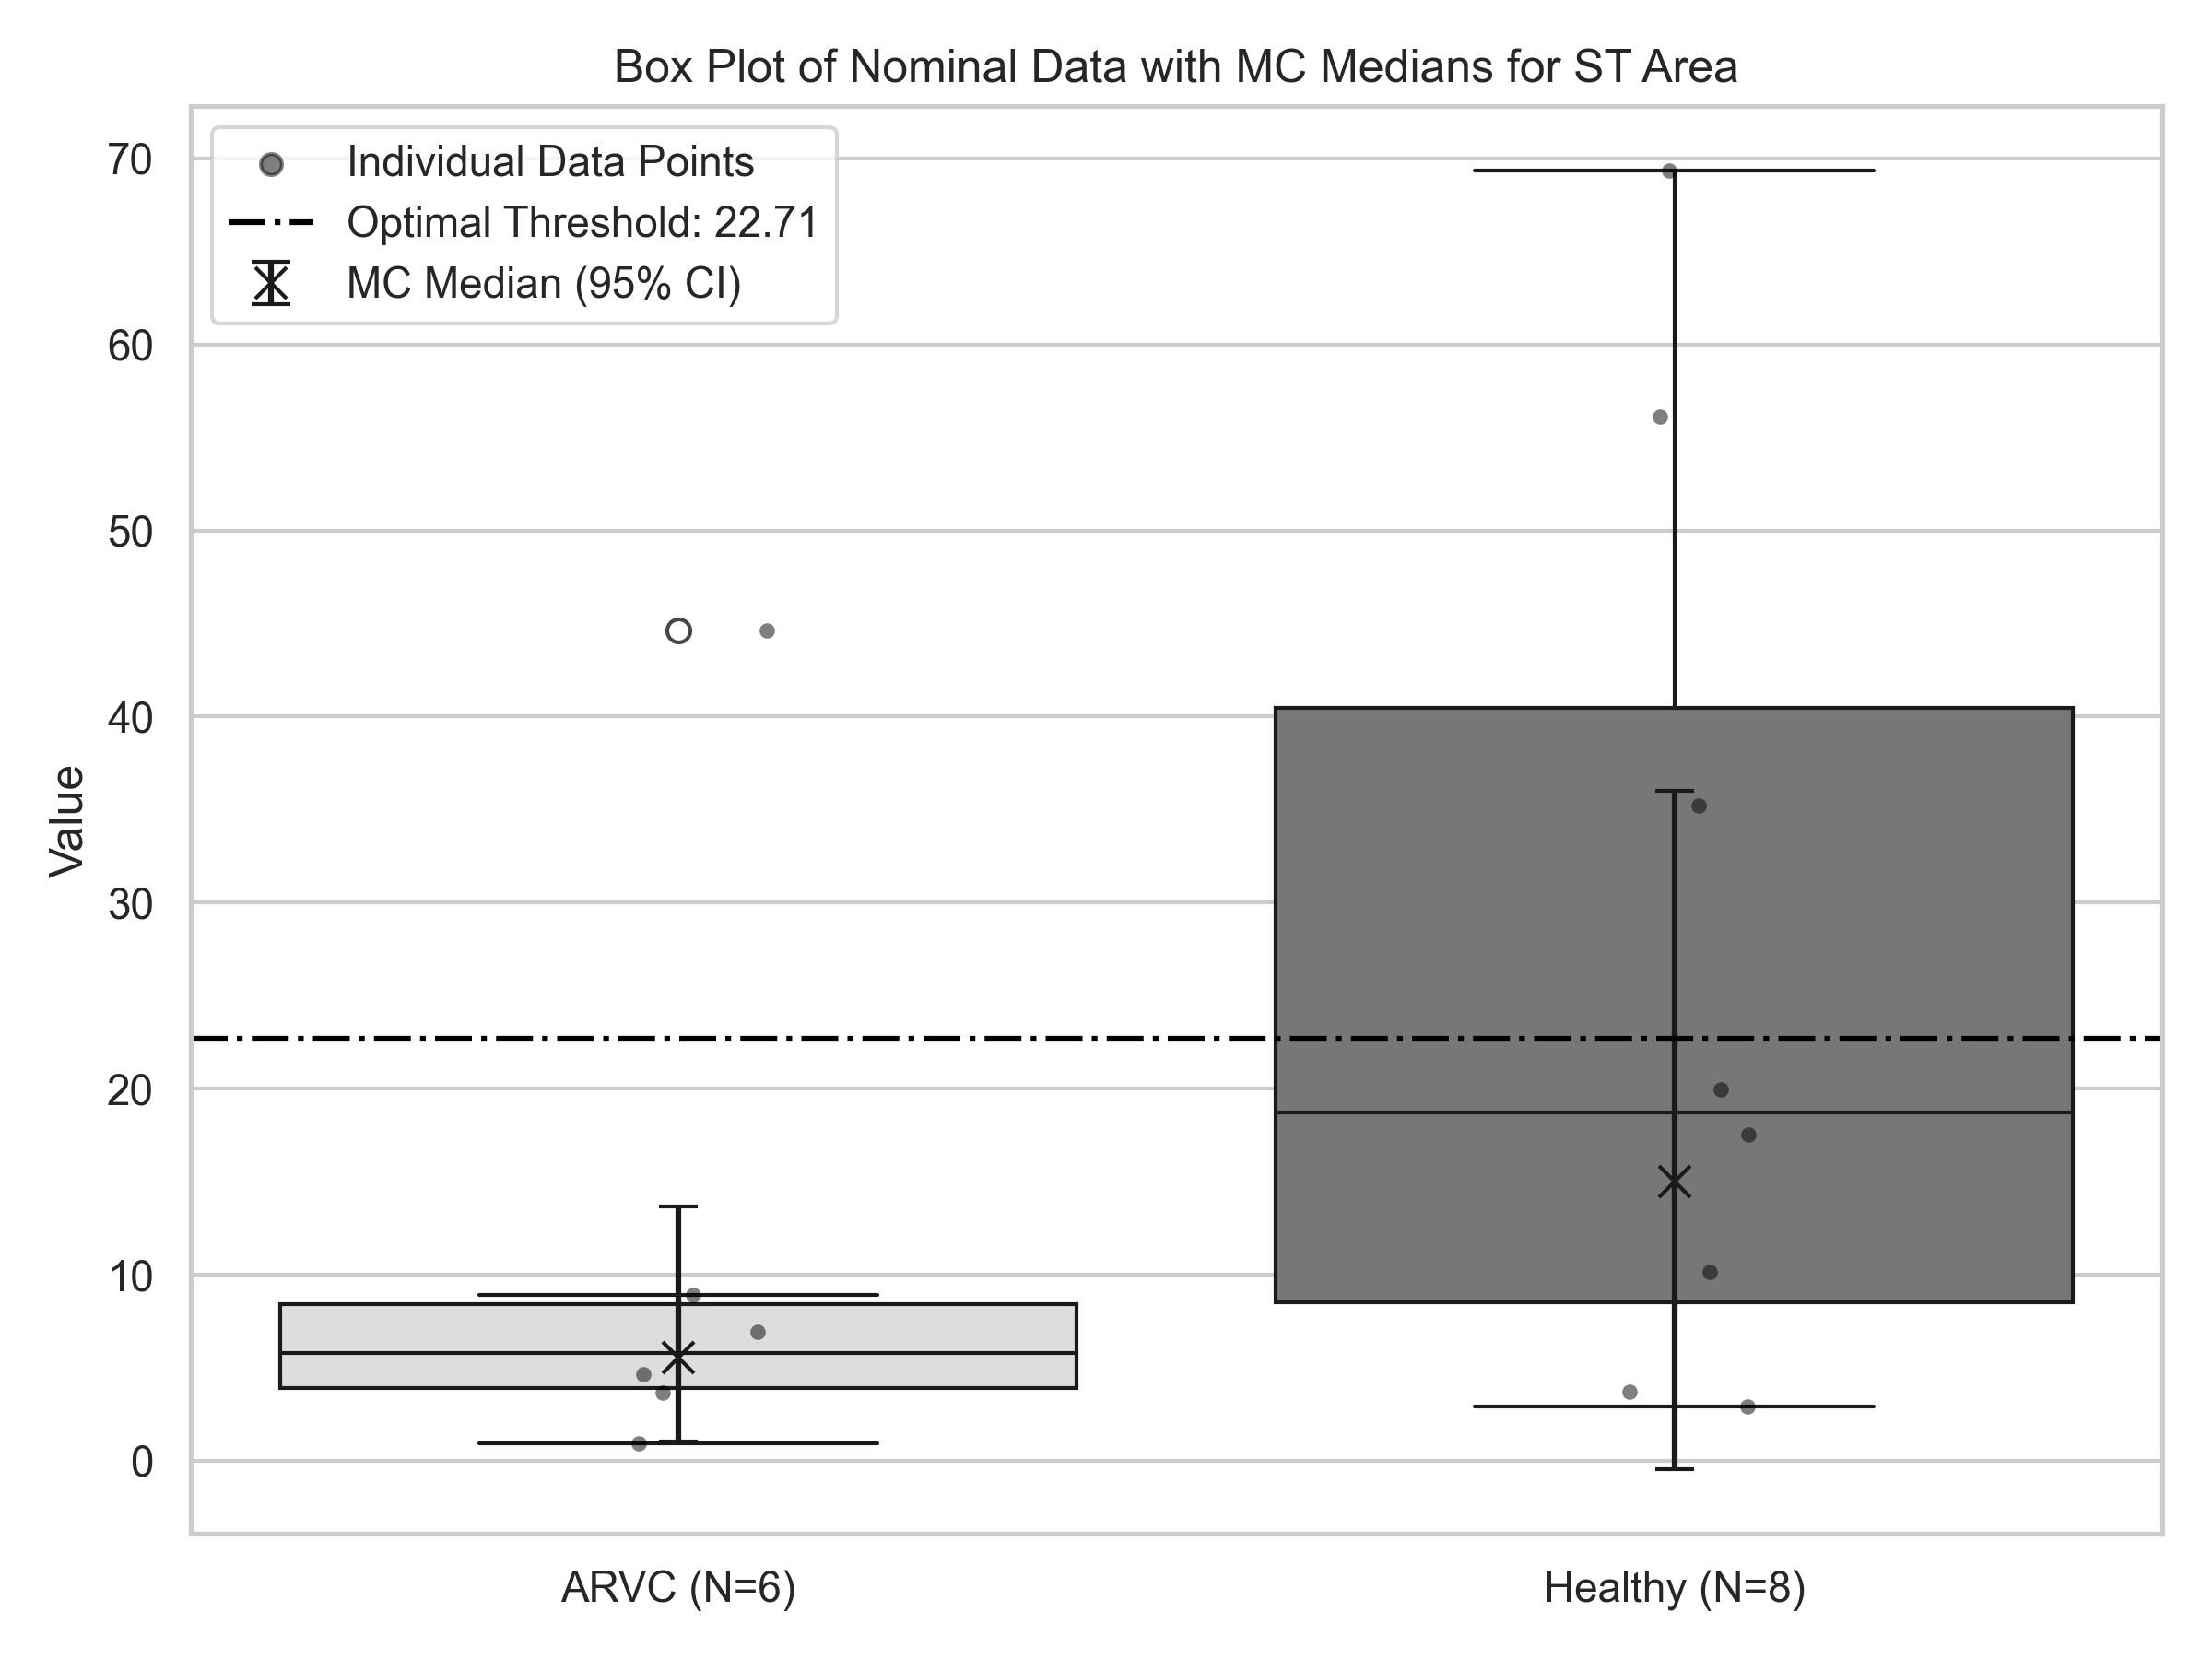 Box Plot of Nominal Data with MC Medians for ST Area
Individual Data Points
Optimal Threshold: 22.71
MC Median (95% CI)
Value
70
60
50
40
30
20
10
0
ARVC (N=6)
Healthy (N=8)